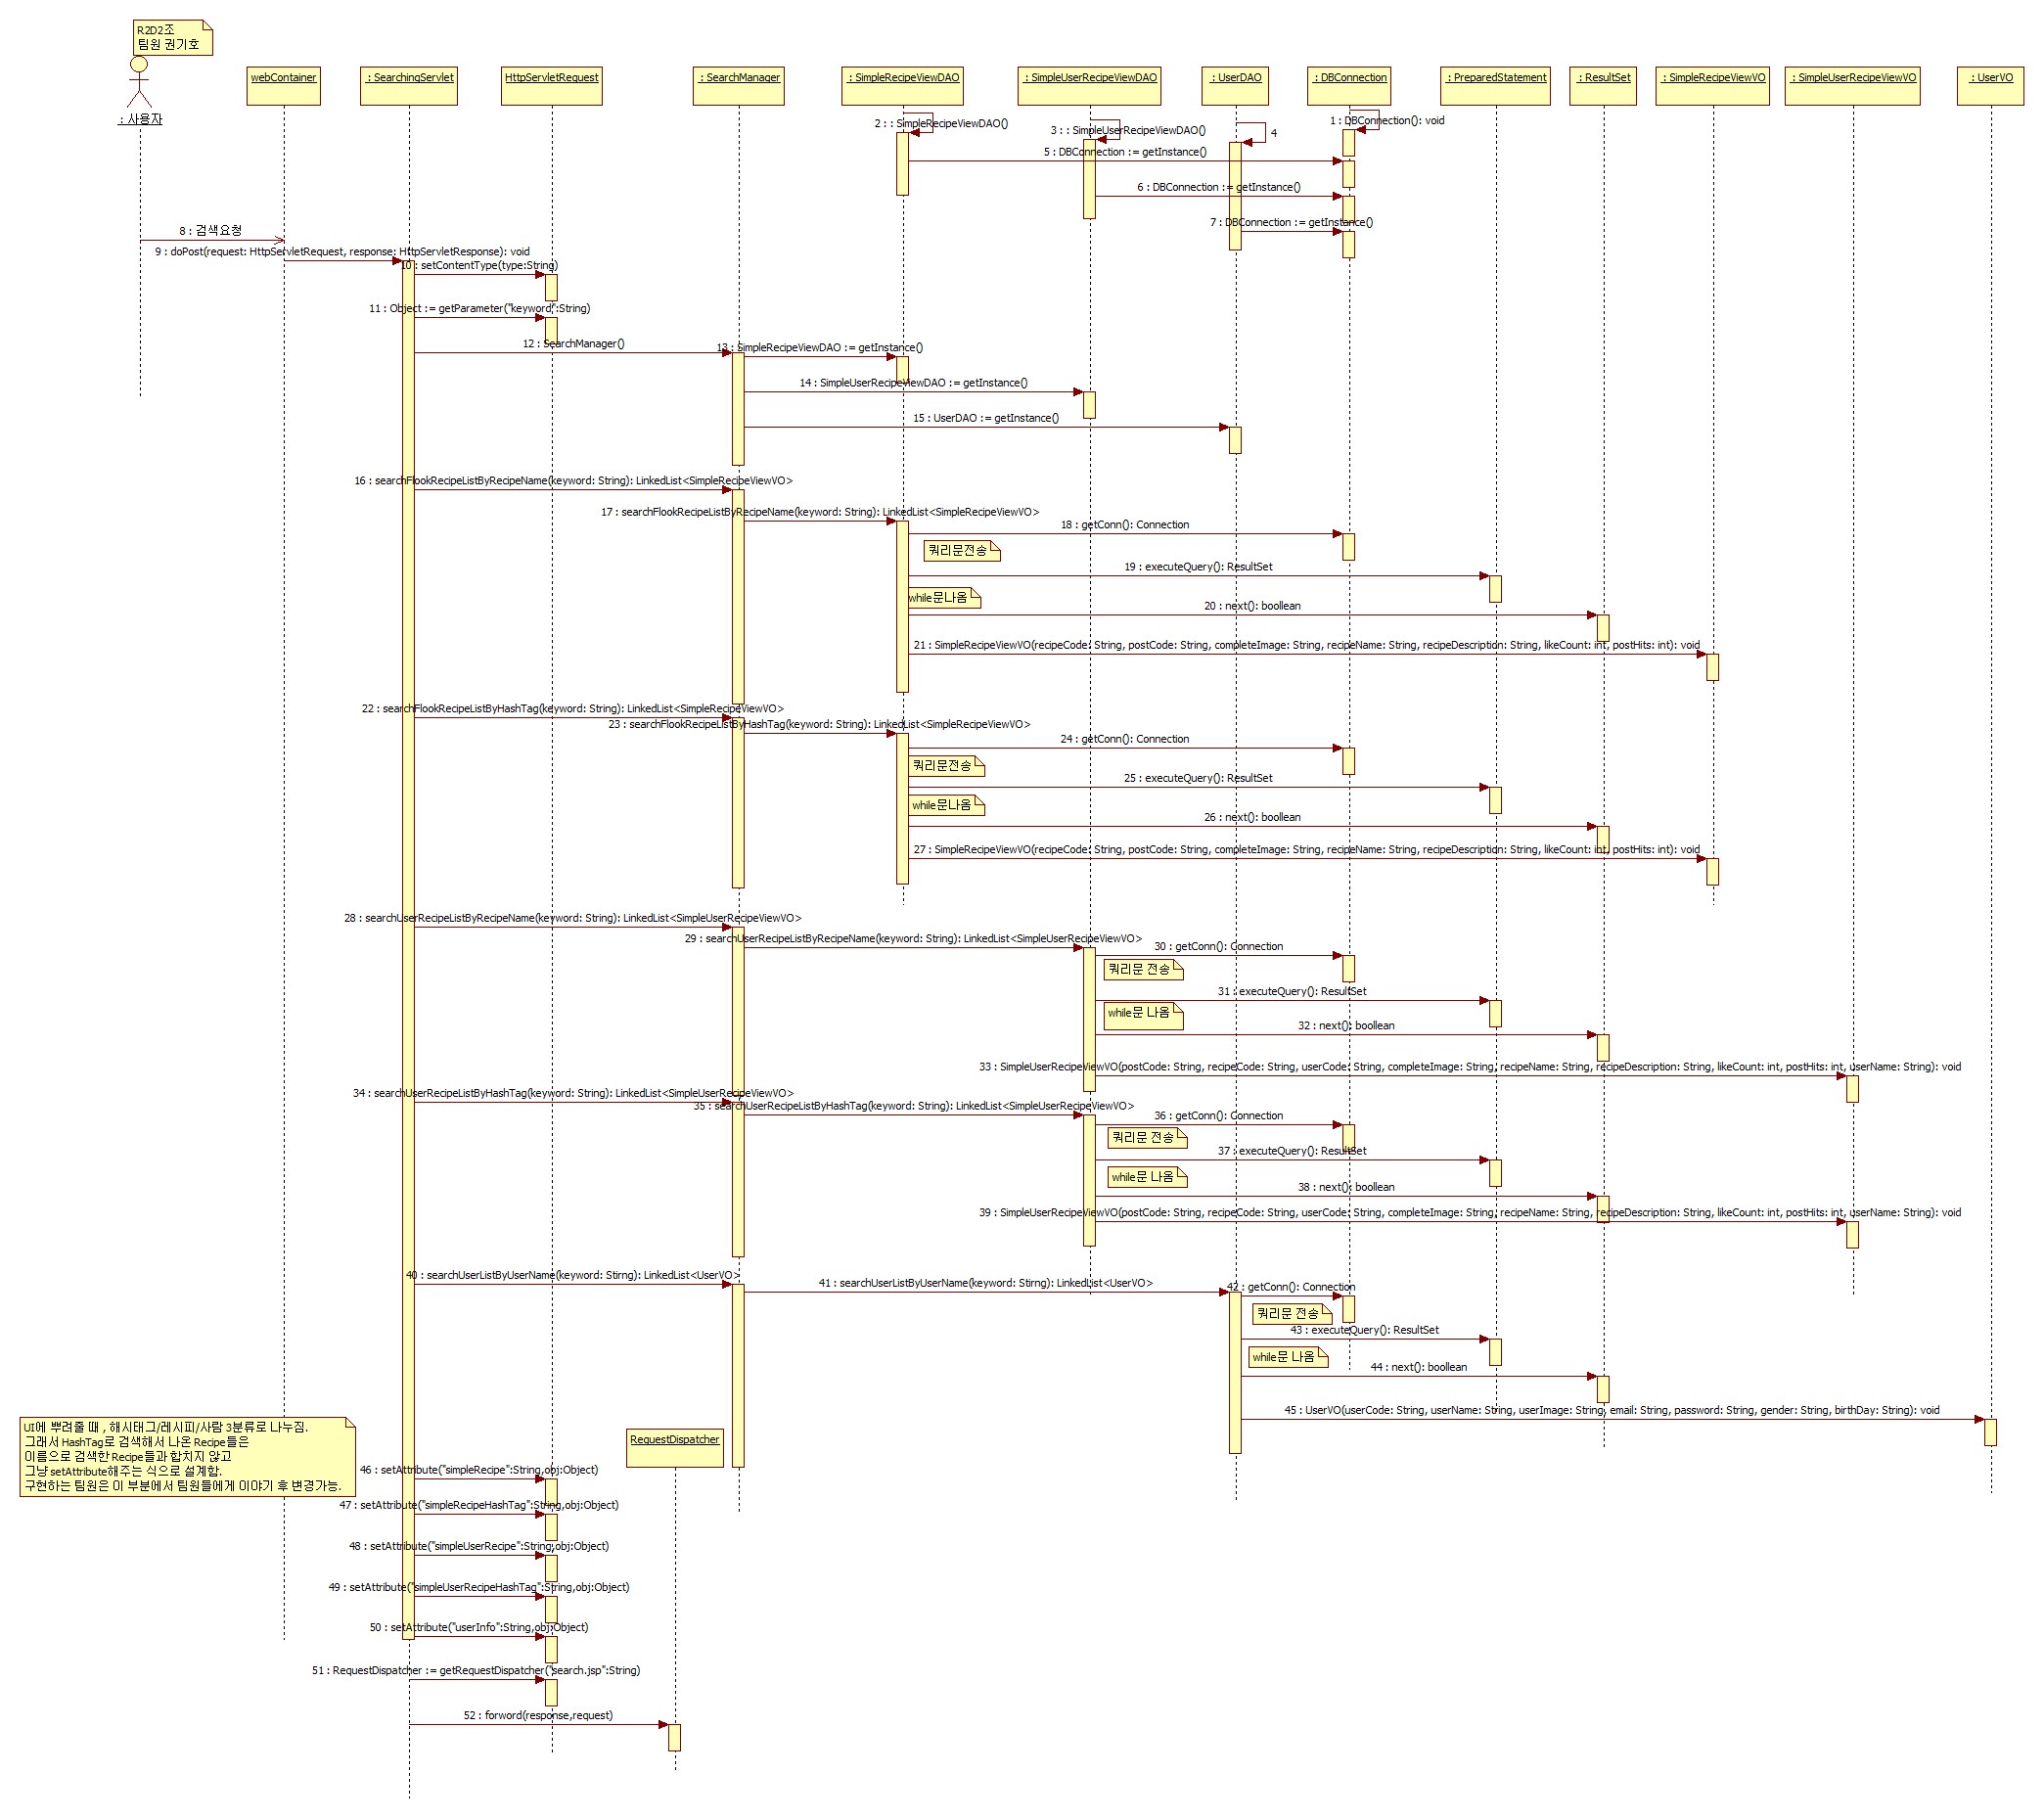 R2D2조
팀원 권기호
: 사용자
webContainer
: SearchingServlet
HttpServletRequest
: SearchManager
: SimpleRecipeViewDAO
: SimpleUserRecipeViewDAO
: UserDAO
: DBConnection
: PreparedStatement
: ResultSet
: SimpleRecipeViewVO
: SimpleUserRecipeViewVO
: UserVO
1 : DBConnection(): void
2 : : SimpleRecipeViewDAO()
3 : : SimpleUserRecipeViewDAO()
4
5 : DBConnection := getInstance()
6 : DBConnection := getInstance()
7 : DBConnection := getInstance()
8 : 검색요청
9 : doPost(request: HttpServletRequest, response: HttpServletResponse): void
10 : setContentType(type:String)
11 : Object := getParameter("keyword":String)
12 : SearchManager()
13 : SimpleRecipeViewDAO := getInstance()
14 : SimpleUserRecipeViewDAO := getInstance()
15 : UserDAO := getInstance()
16 : searchFlookRecipeListByRecipeName(keyword: String): LinkedList<SimpleRecipeViewVO>
17 : searchFlookRecipeListByRecipeName(keyword: String): LinkedList<SimpleRecipeViewVO>
18 : getConn(): Connection
쿼리문전송
19 : executeQuery(): ResultSet
while문나옴
20 : next(): boolean
21 : SimpleRecipeViewVO(recipeCode: String, postCode: String, completeImage: String, recipeName: String, recipeDescription: String, likeCount: int, postHits: int): void
22 : searchFlookRecipeListByHashTag(keyword: String): LinkedList<SimpleRecipeViewVO>
23 : searchFlookRecipeListByHashTag(keyword: String): LinkedList<SimpleRecipeViewVO>
24 : getConn(): Connection
쿼리문전송
25 : executeQuery(): ResultSet
while문나옴
26 : next(): boolean
27 : SimpleRecipeViewVO(recipeCode: String, postCode: String, completeImage: String, recipeName: String, recipeDescription: String, likeCount: int, postHits: int): void
28 : searchUserRecipeListByRecipeName(keyword: String): LinkedList<SimpleUserRecipeViewVO>
29 : searchUserRecipeListByRecipeName(keyword: String): LinkedList<SimpleUserRecipeViewVO>
30 : getConn(): Connection
쿼리문 전송
31 : executeQuery(): ResultSet
while문 나옴
32 : next(): boolean
33 : SimpleUserRecipeViewVO(postCode: String, recipeCode: String, userCode: String, completeImage: String, recipeName: String, recipeDescription: String, likeCount: int, postHits: int, userName: String): void
34 : searchUserRecipeListByHashTag(keyword: String): LinkedList<SimpleUserRecipeViewVO>
35 : searchUserRecipeListByHashTag(keyword: String): LinkedList<SimpleUserRecipeViewVO>
36 : getConn(): Connection
쿼리문 전송
37 : executeQuery(): ResultSet
while문 나옴
38 : next(): boolean
39 : SimpleUserRecipeViewVO(postCode: String, recipeCode: String, userCode: String, completeImage: String, recipeName: String, recipeDescription: String, likeCount: int, postHits: int, userName: String): void
40 : searchUserListByUserName(keyword: Stirng): LinkedList<UserVO>
41 : searchUserListByUserName(keyword: Stirng): LinkedList<UserVO>
42 : getConn(): Connection
쿼리문 전송
43 : executeQuery(): ResultSet
while문 나옴
44 : next(): boolean
45 : UserVO(userCode: String, userName: String, userImage: String, email: String, password: String, gender: String, birthDay: String): void
UI에 뿌려줄 때 , 해시태그/레시피/사람 3분류로 나누짐.
그래서 HashTag로 검색해서 나온 Recipe들은
이름으로 검색한 Recipe들과 합치지 않고
그냥 setAttribute해주는 식으로 설계함.
구현하는 팀원은 이 부분에서 팀원들에게 이야기 후 변경가능.
RequestDispatcher
46 : setAttribute("simpleRecipe":String,obj:Object)
47 : setAttribute("simpleRecipeHashTag":String,obj:Object)
48 : setAttribute("simpleUserRecipe":String,obj:Object)
49 : setAttribute("simpleUserRecipeHashTag":String,obj:Object)
50 : setAttribute("userInfo":String,obj:Object)
51 : RequestDispatcher := getRequestDispatcher("search.jsp":String)
52 : forword(response,request)